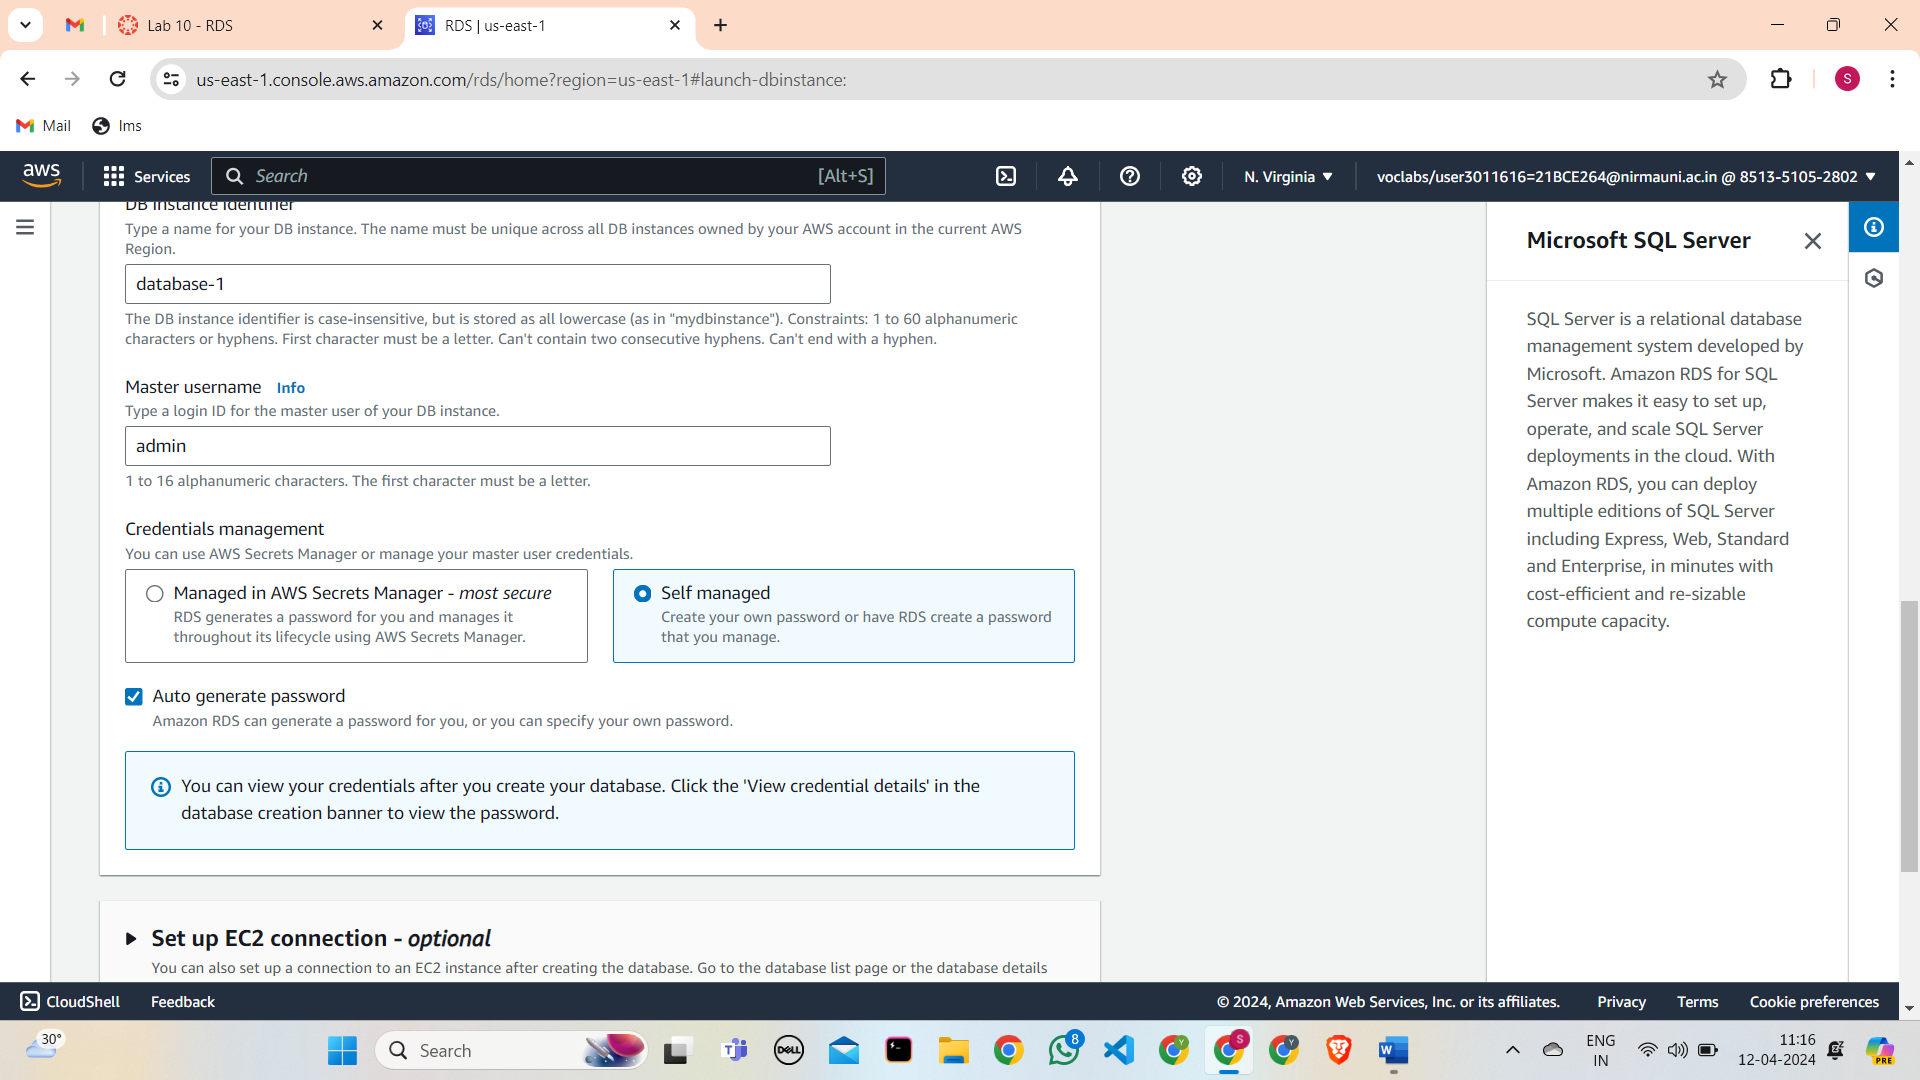 Lab 10 - RDS
RDS | us-east-1
us-east-1.console.aws.amazon.com/rds/home?region=us-east-1#launch-dbinstance:
S
Mail
Ims
aws
Services
Search
[Alt+S]
N. Virginia
voclabs/user3011616=21BCE264@nirmauni.ac.in @ 8513-5105-2802
DB instance identifier
Type a name for your DB instance. The name must be unique across all DB instances owned by your AWS account in the current AWS
Region.
database-1
The DB instance identifier is case-insensitive, but is stored as all lowercase (as in "mydbinstance"). Constraints: 1 to 60 alphanumeric
characters or hyphens. First character must be a letter. Can't contain two consecutive hyphens. Can't end with a hyphen.
Master username Info
Type a login ID for the master user of your DB instance.
admin
1 to 16 alphanumeric characters. The first character must be a letter.
Credentials management
You can use AWS Secrets Manager or manage your master user credentials.
Managed in AWS Secrets Manager - most secure
RDS generates a password for you and manages it
throughout its lifecycle using AWS Secrets Manager.
Self managed
Create your own password or have RDS create a password
that you manage.
Auto generate password
Amazon RDS can generate a password for you, or you can specify your own password.
You can view your credentials after you create your database. Click the 'View credential details' in the
database creation banner to view the password.
Set up EC2 connection - optional
You can also set up a connection to an EC2 instance after creating the database. Go to the database list page or the database details
Microsoft SQL Server
SQL Server is a relational database
management system developed by
Microsoft. Amazon RDS for SQL
Server makes it easy to set up,
operate, and scale SQL Server
deployments in the cloud. With
Amazon RDS, you can deploy
multiple editions of SQL Server
including Express, Web, Standard
and Enterprise, in minutes with
cost-efficient and re-sizable
compute capacity.
CloudShell
Feedback
© 2024, Amazon Web Services, Inc. or its affiliates.
Privacy
Terms
Cookie preferences
30°
Search
DELL
8
Y
S
Y
W
ENG
IN
11:16
12-04-2024
PRE